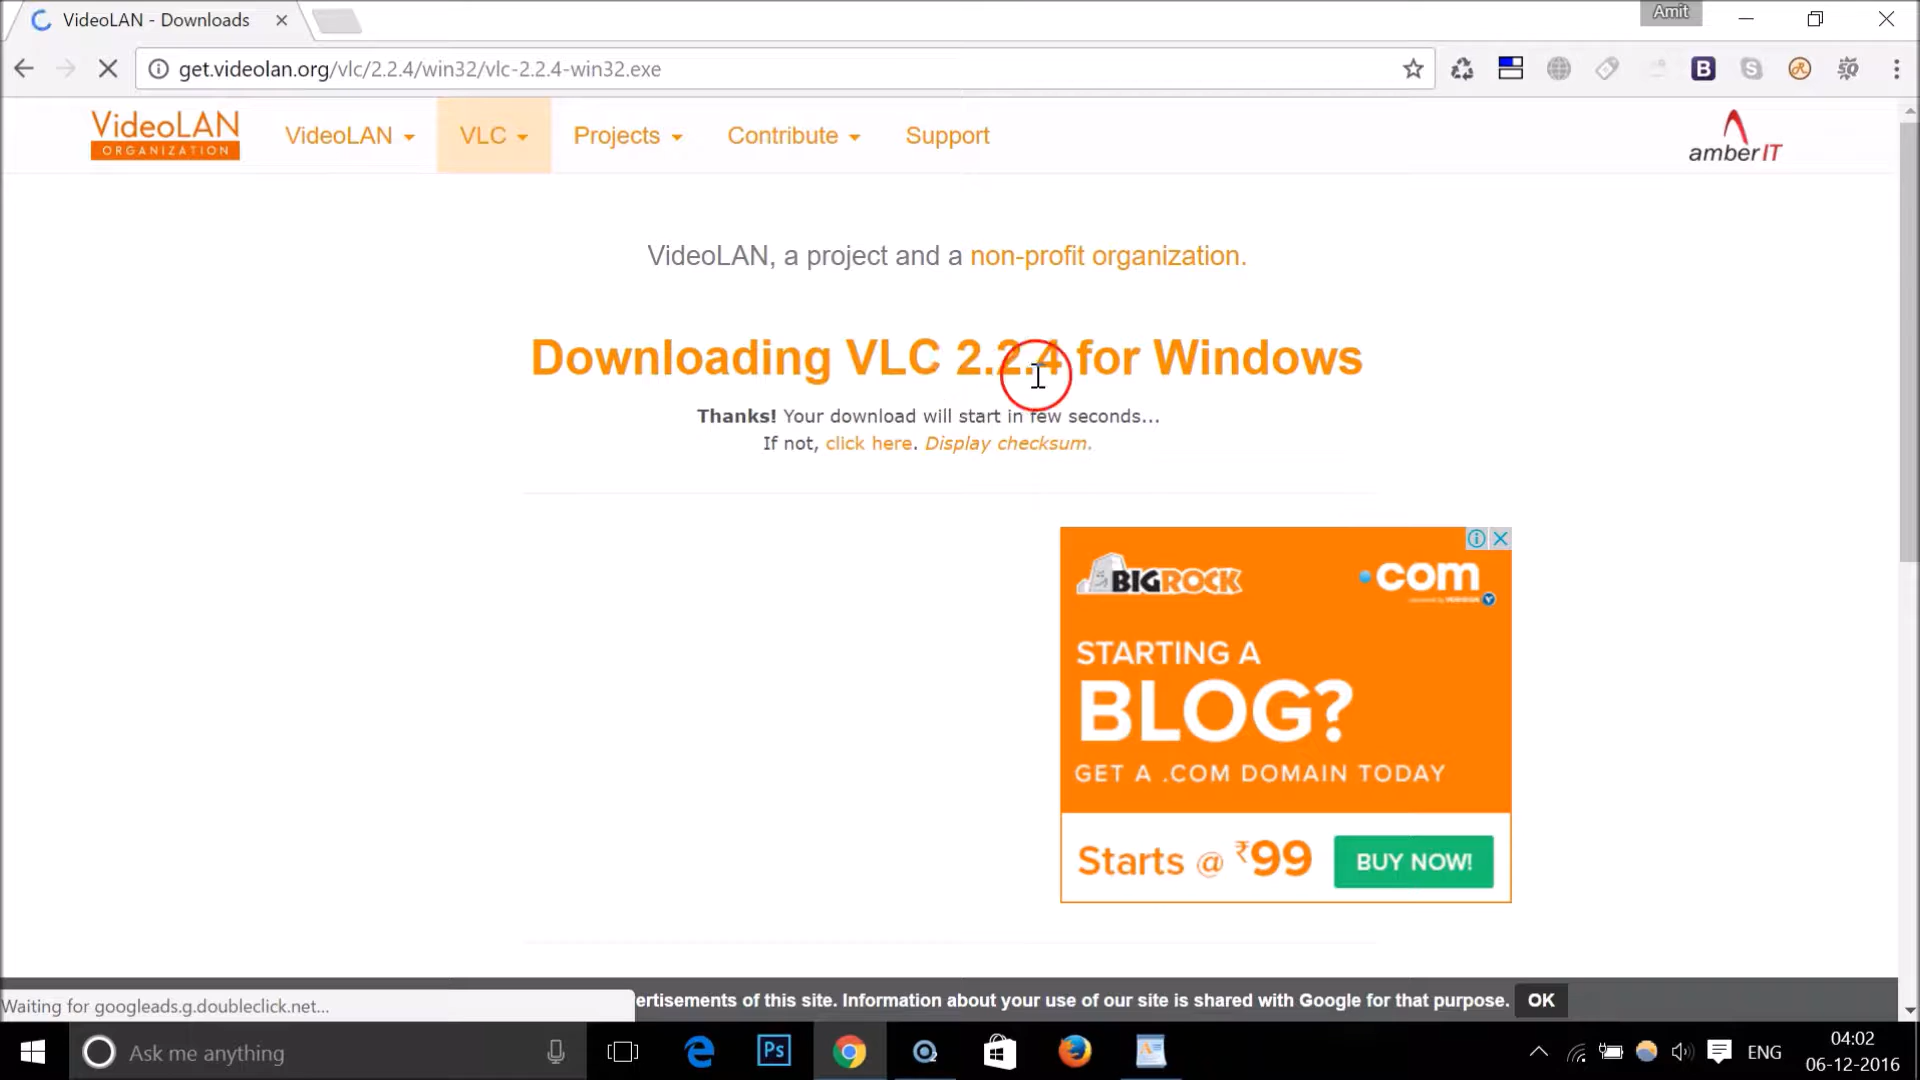 VideoLAN - Downloads
Amit
get.videolan.org/vlc/2.2.4/win32/vlc-2.2.4-win32.exe
VideoLAN
ORGANIZATION
VideoLAN
VLC
Projects
Contribute
Support
amberIT
VideoLAN, a project and a non-profit organization.
Downloading VLC 2.2.4 for Windows
Thanks! Your download will start in few seconds...
If not, click here. Display checksum.
BIGROCK
.com
STARTING A
BLOG?
GET A .COM DOMAIN TODAY
Starts @ ₹99
BUY NOW!
ertisements of this site. Information about your use of our site is shared with Google for that purpose.
OK
Waiting for googleads.g.doubleclick.net...
Ask me anything
Ps
ENG
04:02
06-12-2016